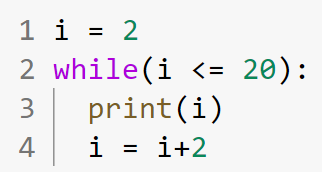 1 i = 2
2 while(i <= 20):
3   print(i)
4   i = i+2